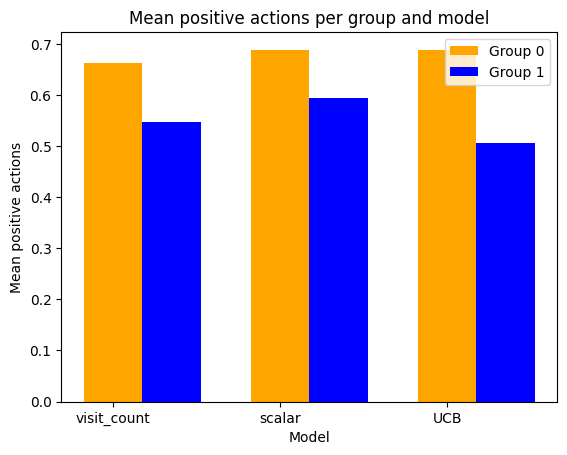 Mean positive actions per group and model
Group 0
Group 1
Mean positive actions
0.7
0.6
0.5
0.4
0.3
0.2
0.1
0.0
visit_count
scalar
UCB
Model